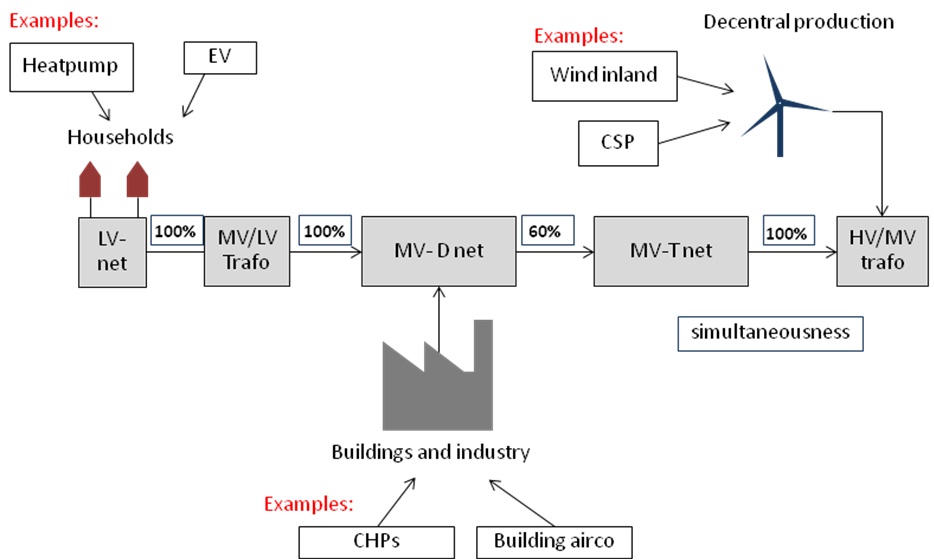 Examples:
Heatpump
EV
Households
Examples:
Decentral production
Wind inland
CSP
LV-
net
100%
MV/LV
Trafo
100%
MV- D net
60%
MV-T net
100%
HV/MV
trafo
simultaneousness
Buildings and industry
Examples:
CHPs
Building airco